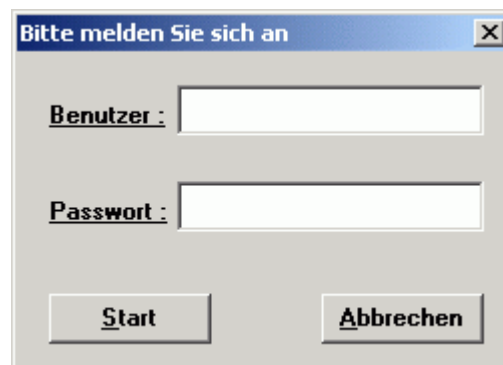 Bitte melden Sie sich an
Benutzer :
Passwort :
Start Abbrechen